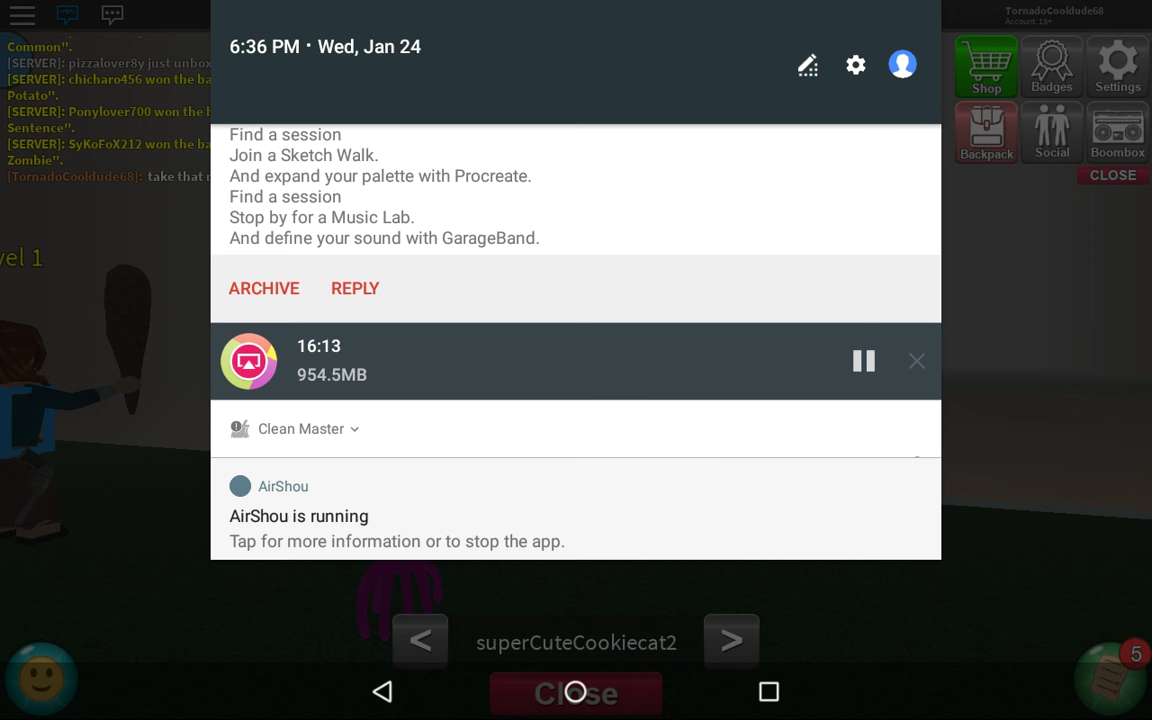 TornadoCooldude68
Account: 13+
6:36 PM • Wed, Jan 24
Common".
[SERVER]: pizzalover8y just unbox
[SERVER]: chicharo456 won the ba
Potato".
[SERVER]: Ponylover700 won the b
Sentence".
[SERVER]: SyKoFoX212 won the ba
Zombie".
[TornadoCooldude68]: take that
Shop
Badges
Settings
Backpack
Social
Boombox
CLOSE
Find a session
Join a Sketch Walk.
And expand your palette with Procreate.
Find a session
Stop by for a Music Lab.
And define your sound with GarageBand.
vel 1
ARCHIVE REPLY
16:13
954.5MB
Clean Master
AirShou
AirShou is running
Tap for more information or to stop the app.
< superCuteCookiecat2 >
5
Close